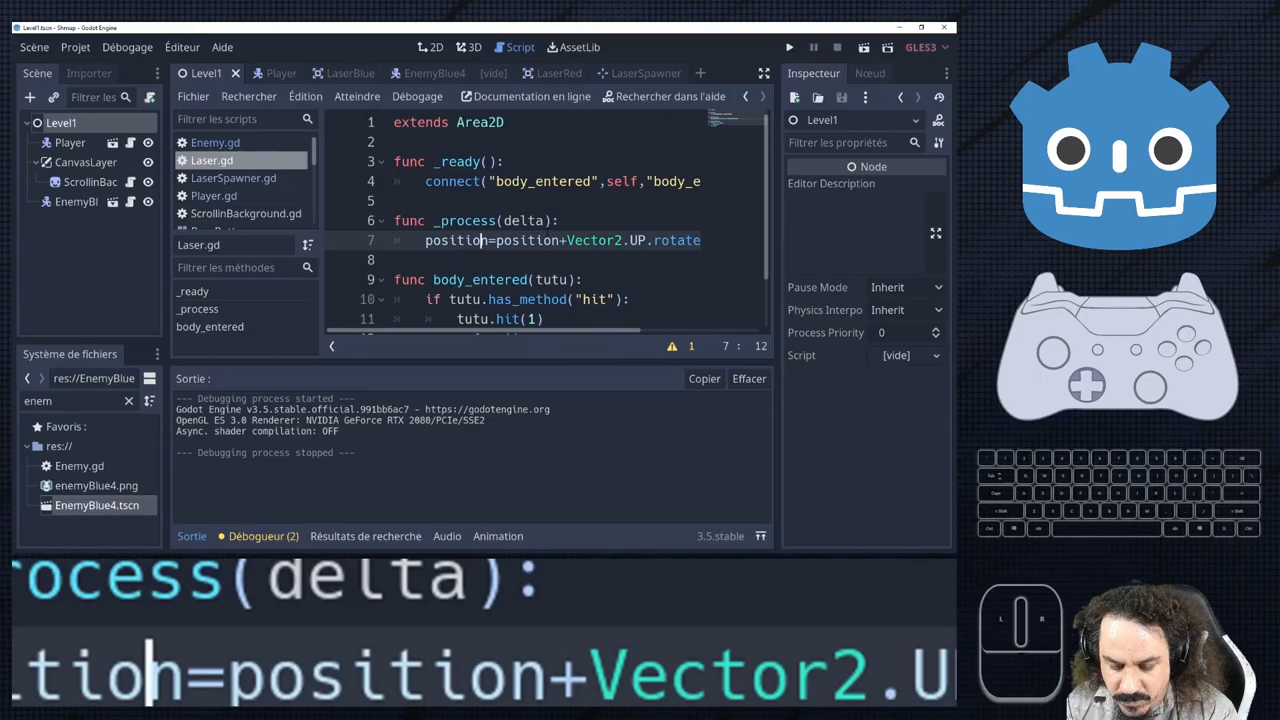 Level1.tscn - Shmup - Godot Engine
Scène Projet Débogage Éditeur Aide
2D 3D Script AssetLib
GLES3
Scène Importer
Level1 Player LaserBlue EnemyBlue4 [vide] LaserRed LaserSpawner
Inspecteur Nœud
Filtrer les
Fichier Rechercher Édition Atteindre Débogage Documentation en ligne Rechercher dans l'aide
Level1
Player
CanvasLayer
ScrollinBac
EnemyBl
Filtrer les scripts
Enemy.gd
Laser.gd
LaserSpawner.gd
Player.gd
ScrollinBackground.gd
Laser.gd
Filtrer les méthodes
_ready
_process
body_entered
1 extends Area2D
2
3 func _ready():
4 connect("body_entered",self,"body_e
5
6 func _process(delta):
7 position=position+Vector2.UP.rotate
8
9 func body_entered(tutu):
10 if tutu.has_method("hit"):
11 tutu.hit(1)
1 7 : 12
Level1
Filtrer les propriétés
Node
Editor Description
Pause Mode Inherit
Physics Interpo Inherit
Process Priority 0
Script [vide]
Système de fichiers
res://EnemyBlue
enem
Favoris :
res://
Enemy.gd
enemyBlue4.png
EnemyBlue4.tscn
Sortie : Copier Effacer
--- Debugging process started ---
Godot Engine v3.5.stable.official.991bb6ac7 - https://godotengine.org
OpenGL ES 3.0 Renderer: NVIDIA GeForce RTX 2080/PCIe/SSE2
Async. shader compilation: OFF
--- Debugging process stopped ---
Sortie Débogueur (2) Résultats de recherche Audio Animation 3.5.stable
rocess(delta):
ition=position+Vector2.U
L R